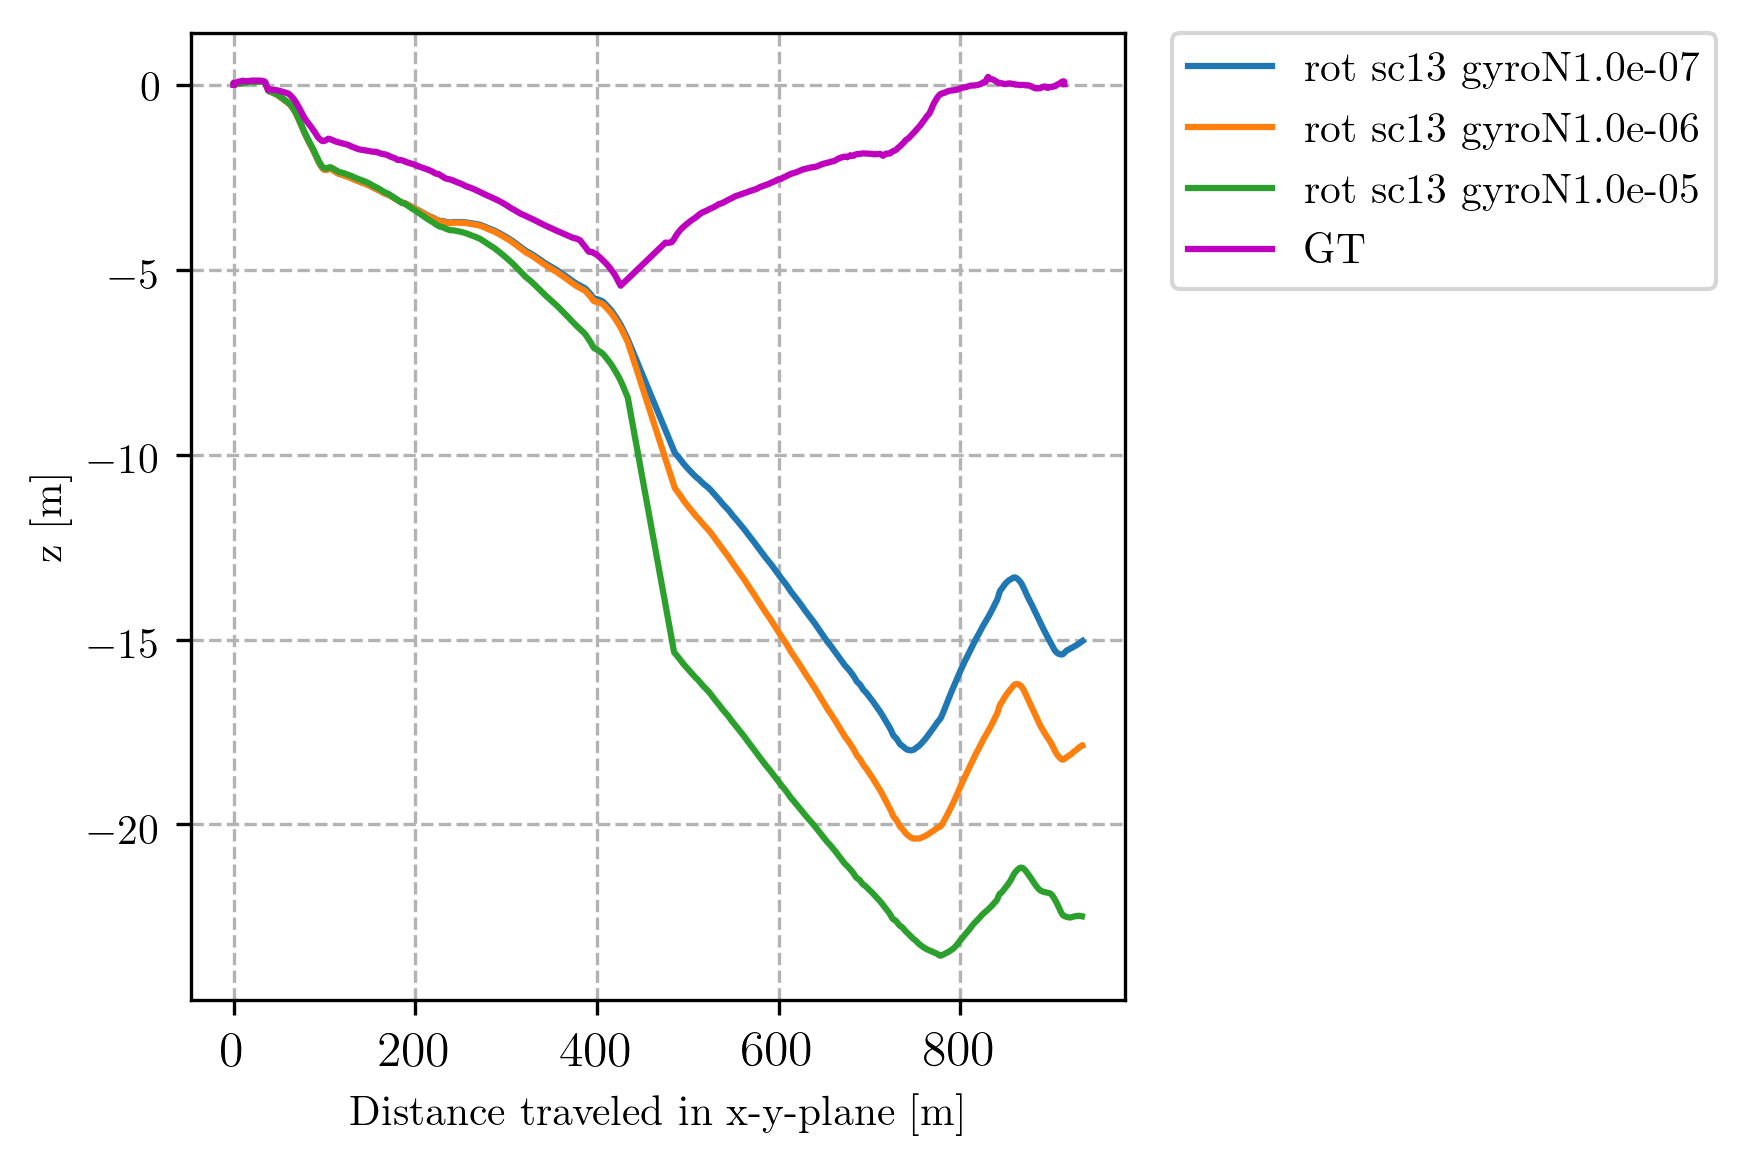 0
−5
−10
−15
−20
z [m]
0 200 400 600 800
Distance traveled in x-y-plane [m]
rot sc13 gyroN1.0e-07
rot sc13 gyroN1.0e-06
rot sc13 gyroN1.0e-05
GT